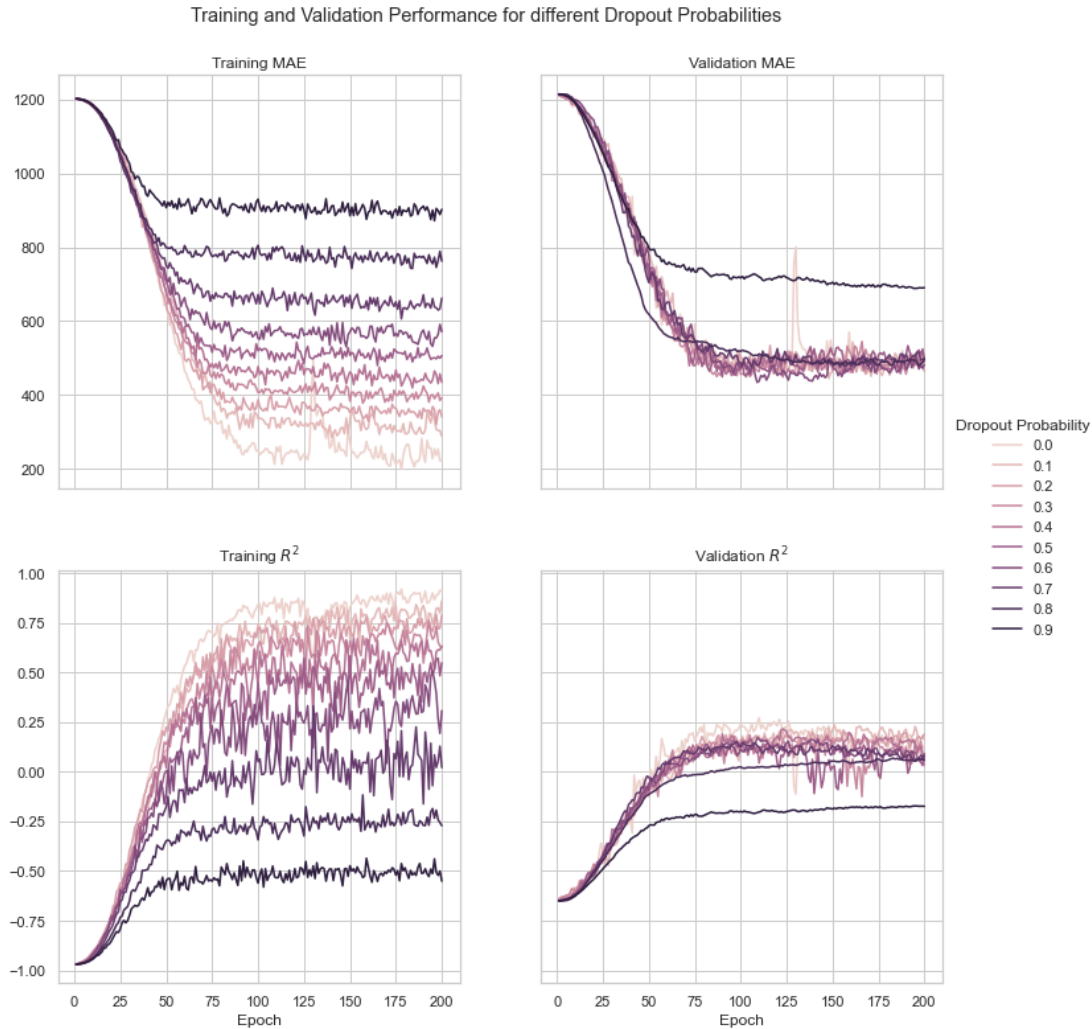 Training and Validation Performance for different Dropout Probabilities
Training MAE
1200
1000
800
600
400
200
Validation MAE
Training R²
1.00
0.75
0.50
0.25
0.00
−0.25
−0.50
−0.75
−1.00
0 25 50 75 100 125 150 175 200
Epoch
Validation R²
0 25 50 75 100 125 150 175 200
Epoch
Dropout Probability
0.0
0.1
0.2
0.3
0.4
0.5
0.6
0.7
0.8
0.9